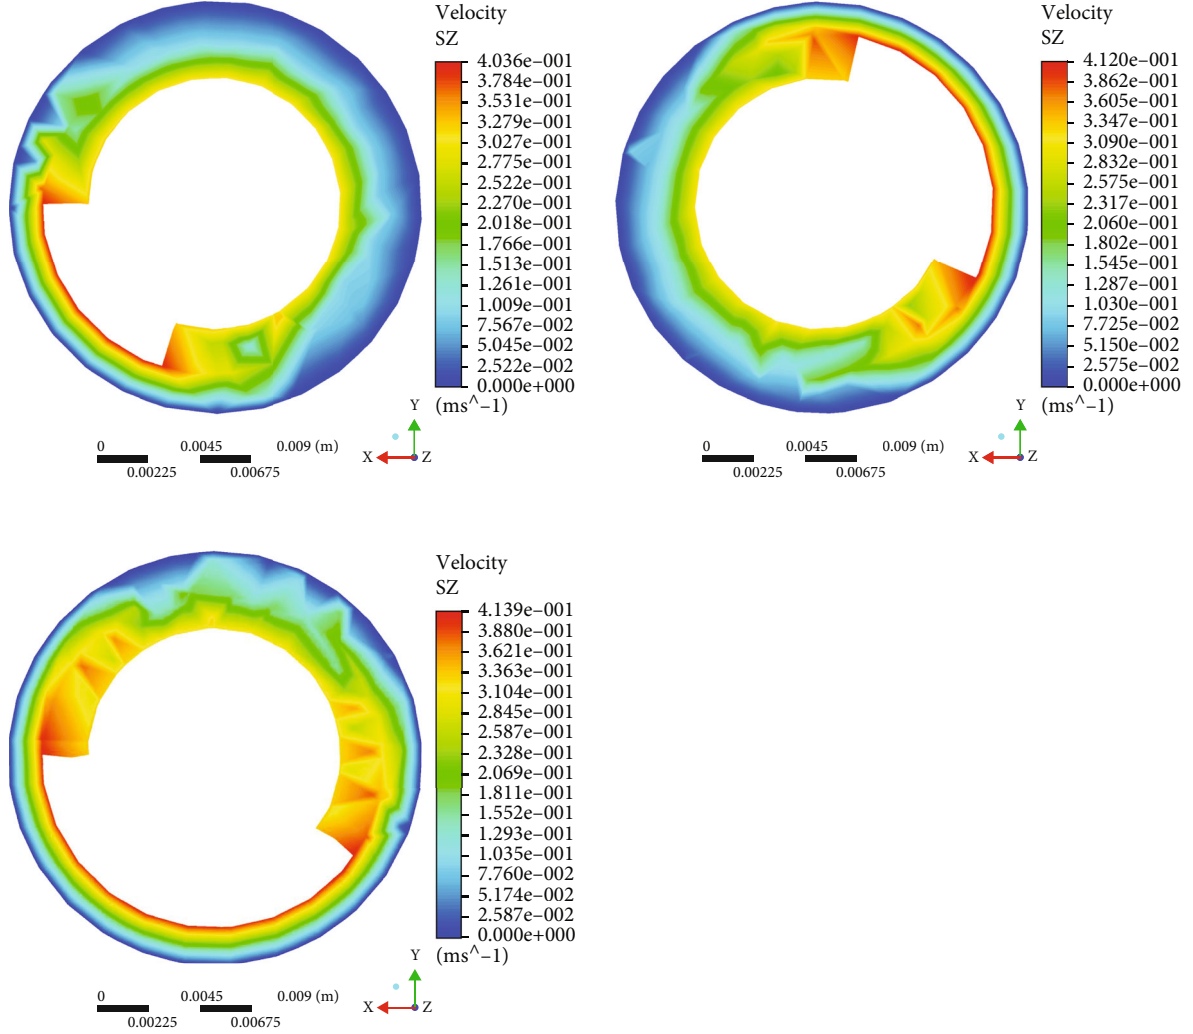 Velocity
SZ
4.036e–001
3.784e–001
3.531e–001
3.279e–001
3.027e–001
2.775e–001
2.522e–001
2.270e–001
2.018e–001
1.766e–001
1.513e–001
1.261e–001
1.009e–001
7.567e–002
5.045e–002
2.522e–002
0.000e+000
(ms^–1)
0 0.0045 0.009 (m)
0.00225 0.00675
Y
X Z
Velocity
SZ
4.120e–001
3.862e–001
3.605e–001
3.347e–001
3.090e–001
2.832e–001
2.575e–001
2.317e–001
2.060e–001
1.802e–001
1.545e–001
1.287e–001
1.030e–001
7.725e–002
5.150e–002
2.575e–002
0.000e+000
(ms^–1)
0 0.0045 0.009 (m)
0.00225 0.00675
Y
X Z
Velocity
SZ
4.139e–001
3.880e–001
3.621e–001
3.363e–001
3.104e–001
2.845e–001
2.587e–001
2.328e–001
2.069e–001
1.811e–001
1.552e–001
1.293e–001
1.035e–001
7.760e–002
5.174e–002
2.587e–002
0.000e+000
(ms^–1)
0 0.0045 0.009 (m)
0.00225 0.00675
Y
X Z